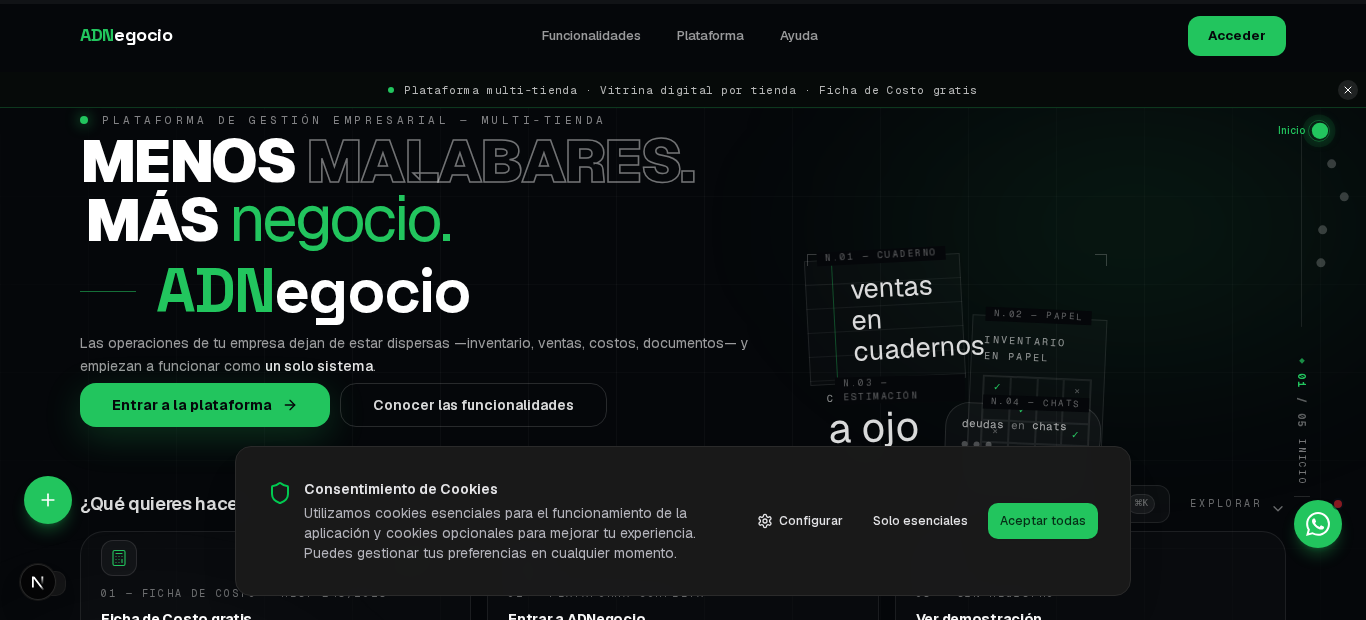 ADNegocio
Funcionalidades
Plataforma
Ayuda
Acceder
Plataforma multi-tienda · Vitrina digital por tienda · Ficha de Costo gratis
PLATAFORMA DE GESTIÓN EMPRESARIAL — MULTI-TIENDA
MENOS MALABARES.
MÁS negocio.
ADNegocio
Las operaciones de tu empresa dejan de estar dispersas —inventario, ventas, costos, documentos— y
empiezan a funcionar como un solo sistema.
Entrar a la plataforma
Conocer las funcionalidades
Inicio
N.01 — CUADERNO
ventas
en
cuadernos
N.02 — PAPEL
INVENTARIO
EN PAPEL
N.03 —
ESTIMACIÓN
a ojo
N.04 — CHATS
deudas en chats
01 / 05 INICIO
¿Qué quieres hace
⌘K
EXPLORAR
Consentimiento de Cookies
Utilizamos cookies esenciales para el funcionamiento de la
aplicación y cookies opcionales para mejorar tu experiencia.
Puedes gestionar tus preferencias en cualquier momento.
Configurar
Solo esenciales
Aceptar todas
N
01 — FICHA DE COSTO
Ficha de Costo gratis
Entrar a ADNegocio
Ver demostración